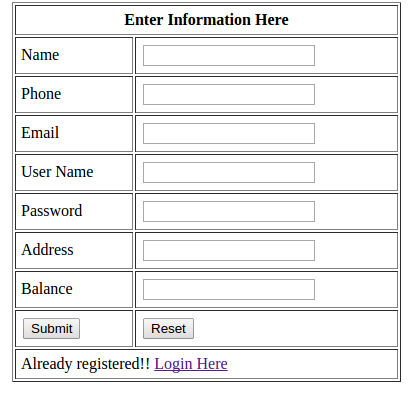 Enter Information Here
Name
Phone
Email
User Name
Password
Address
Balance
Submit Reset
Already registered!! Login Here